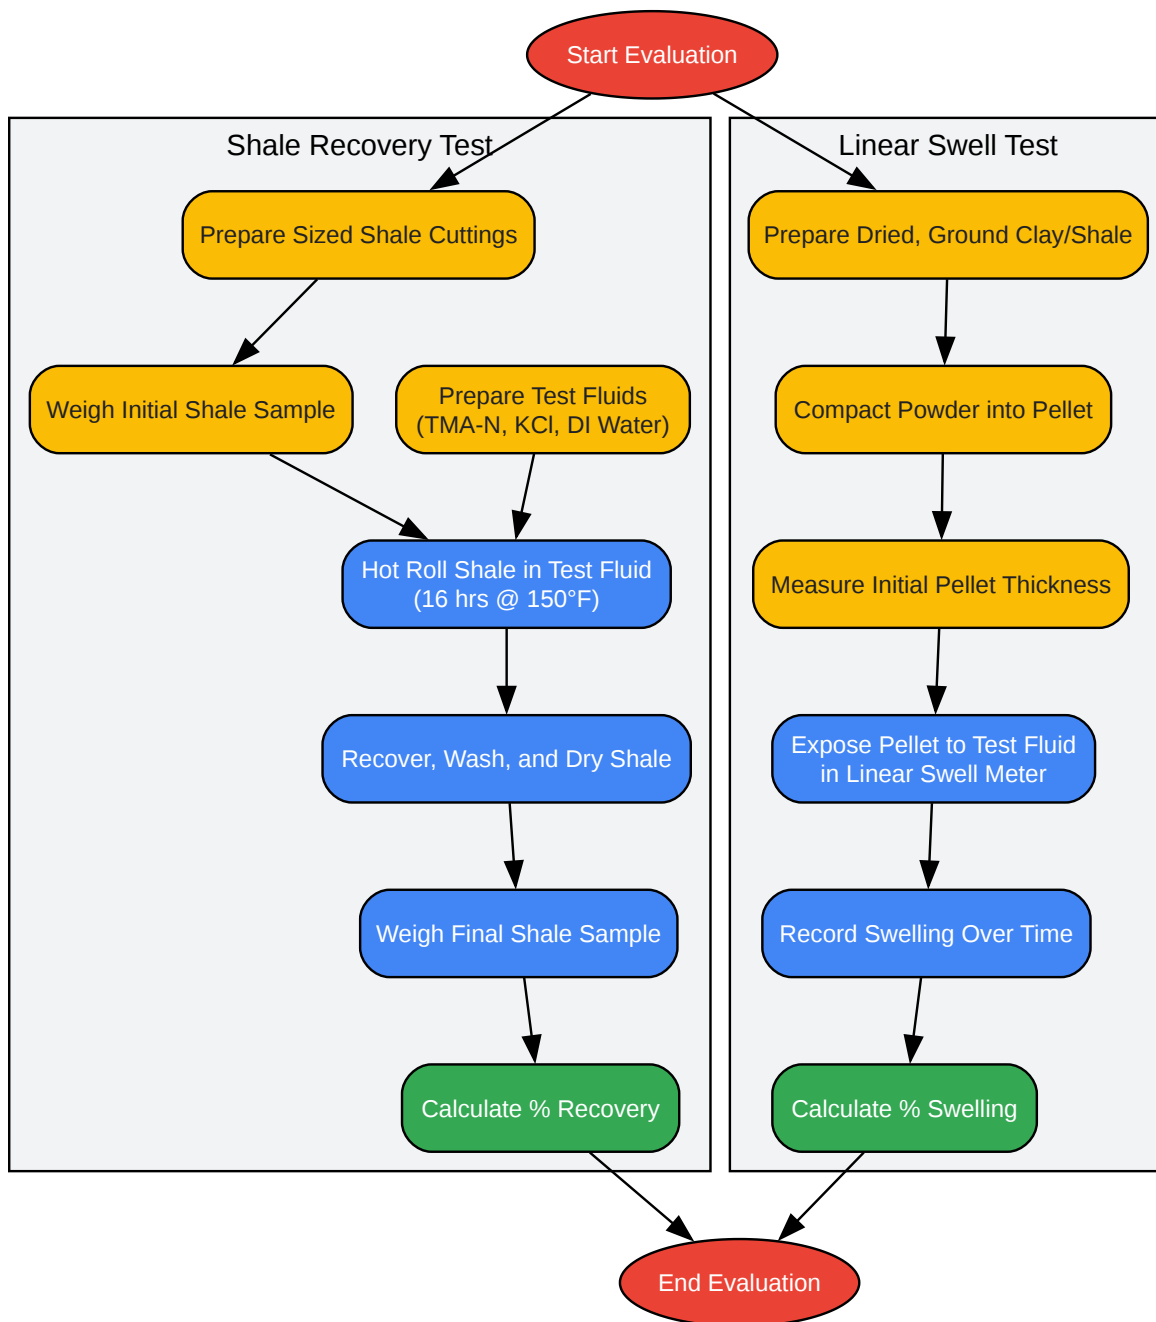 Start Evaluation
Shale Recovery Test
Prepare Sized Shale Cuttings
Weigh Initial Shale Sample
Prepare Test Fluids
(TMA-N, KCl, DI Water)
Hot Roll Shale in Test Fluid
(16 hrs @ 150°F)
Recover, Wash, and Dry Shale
Weigh Final Shale Sample
Calculate % Recovery
Linear Swell Test
Prepare Dried, Ground Clay/Shale
Compact Powder into Pellet
Measure Initial Pellet Thickness
Expose Pellet to Test Fluid
in Linear Swell Meter
Record Swelling Over Time
Calculate % Swelling
End Evaluation